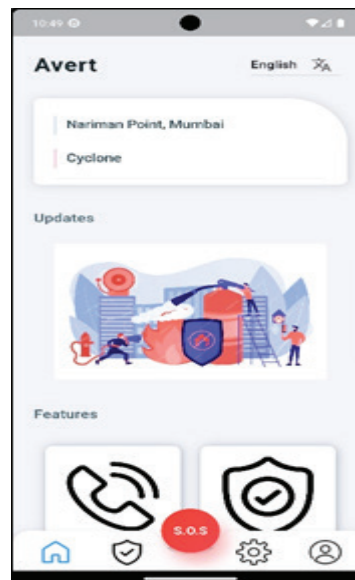 10:49
Avert
English
Nariman Point, Mumbai
Cyclone
Updates
Features
S.O.S